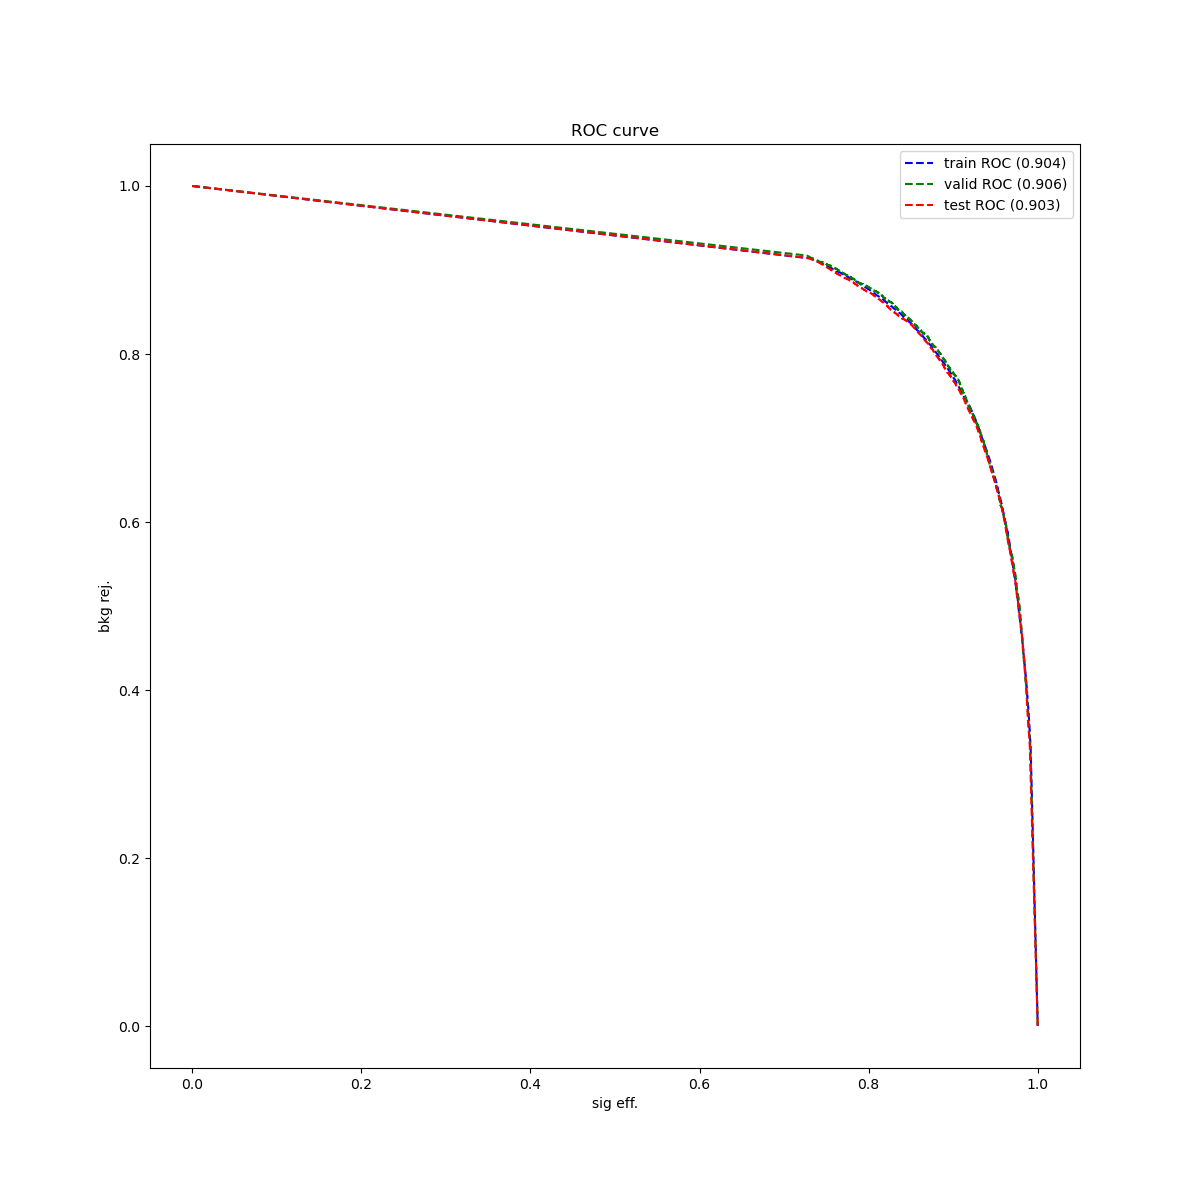 ROC curve
train ROC (0.904)
valid ROC (0.906)
test ROC (0.903)
1.0
0.8
0.6
0.4
0.2
0.0
bkg rej.
0.0 0.2 0.4 0.6 0.8 1.0
sig eff.